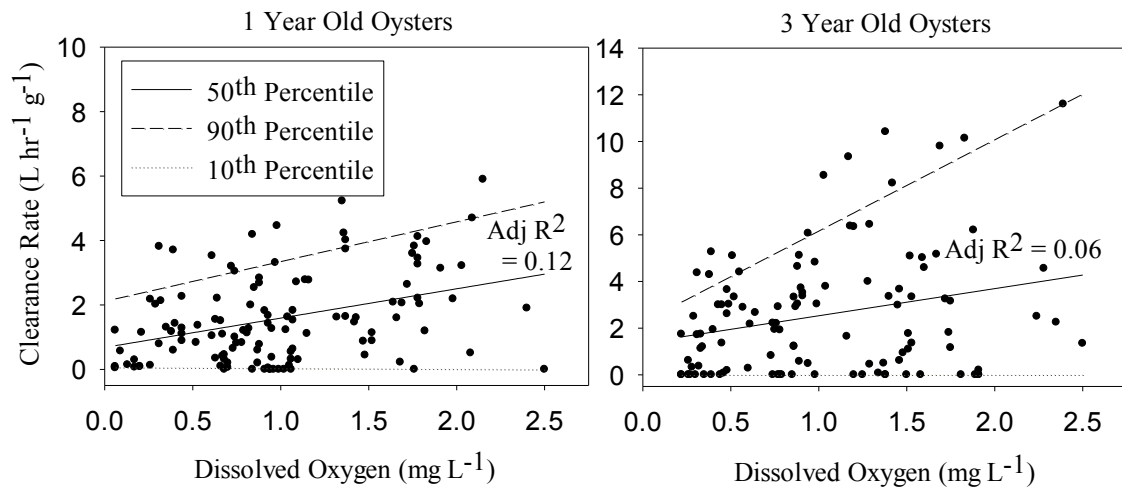 1 Year Old Oysters
3 Year Old Oysters
Clearance Rate (L hr-1 g-1)
10
8
6
4
2
0
50th Percentile
90th Percentile
10th Percentile
Adj R2
= 0.12
0.0 0.5 1.0 1.5 2.0 2.5
Dissolved Oxygen (mg L-1)
14
12
10
8
6
4
2
0
Adj R2 = 0.06
0.0 0.5 1.0 1.5 2.0 2.5
Dissolved Oxygen (mg L-1)